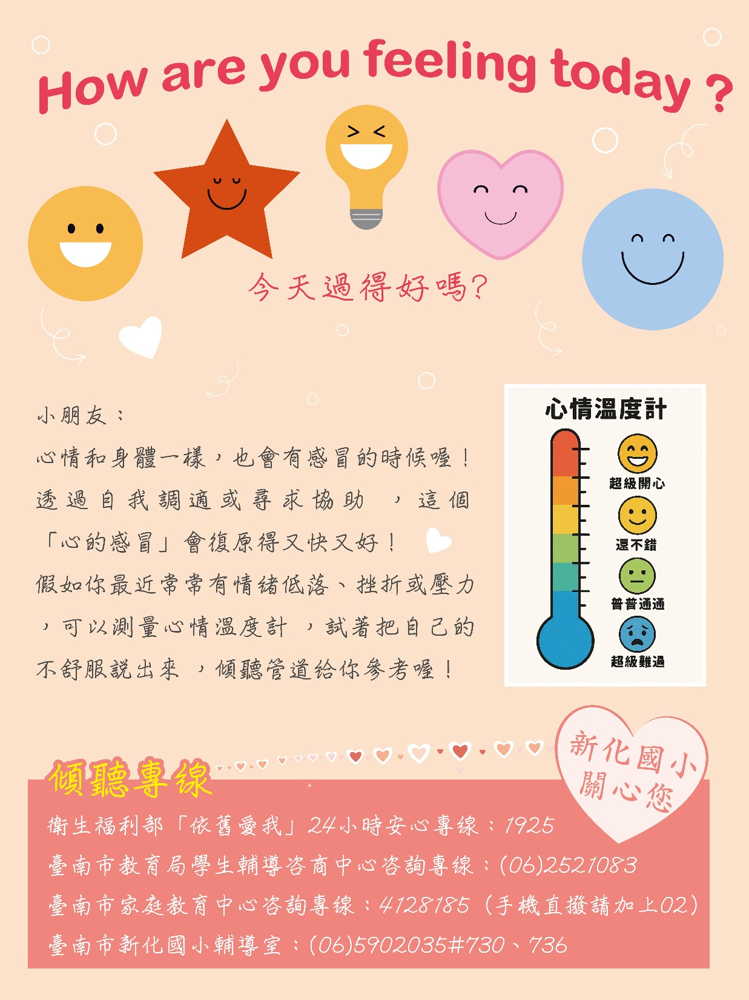 How are you feeling today ?
今天過得好嗎?
小朋友：
心情和身體一樣，也會有感冒的時候喔！
透過自我調適或尋求協助 ，這個
「心的感冒」會復原得又快又好！
假如你最近常常有情緒低落、挫折或壓力
，可以測量心情溫度計 ，試著把自己的
不舒服説出來 ，傾聽管道給你參考喔！
心情溫度計
超級開心
還不錯
普普通通
超級難過
新化國小
關心您
傾聽專線
衛生福利部「依舊愛我」24小時安心專線：1925
臺南市教育局學生輔導咨商中心咨詢專線：(06)2521083
臺南市家庭教育中心咨詢專線：4128185（手機直撥請加上02）
臺南市新化國小輔導室：(06)5902035#730、736